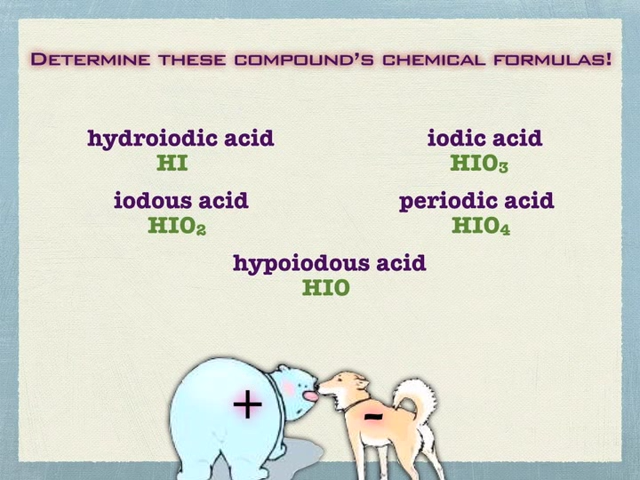 Determine these compound's chemical formulas!
hydroiodic acid
HI
iodic acid
HIO₃
iodous acid
HIO₂
periodic acid
HIO₄
hypoiodous acid
HIO
+
-